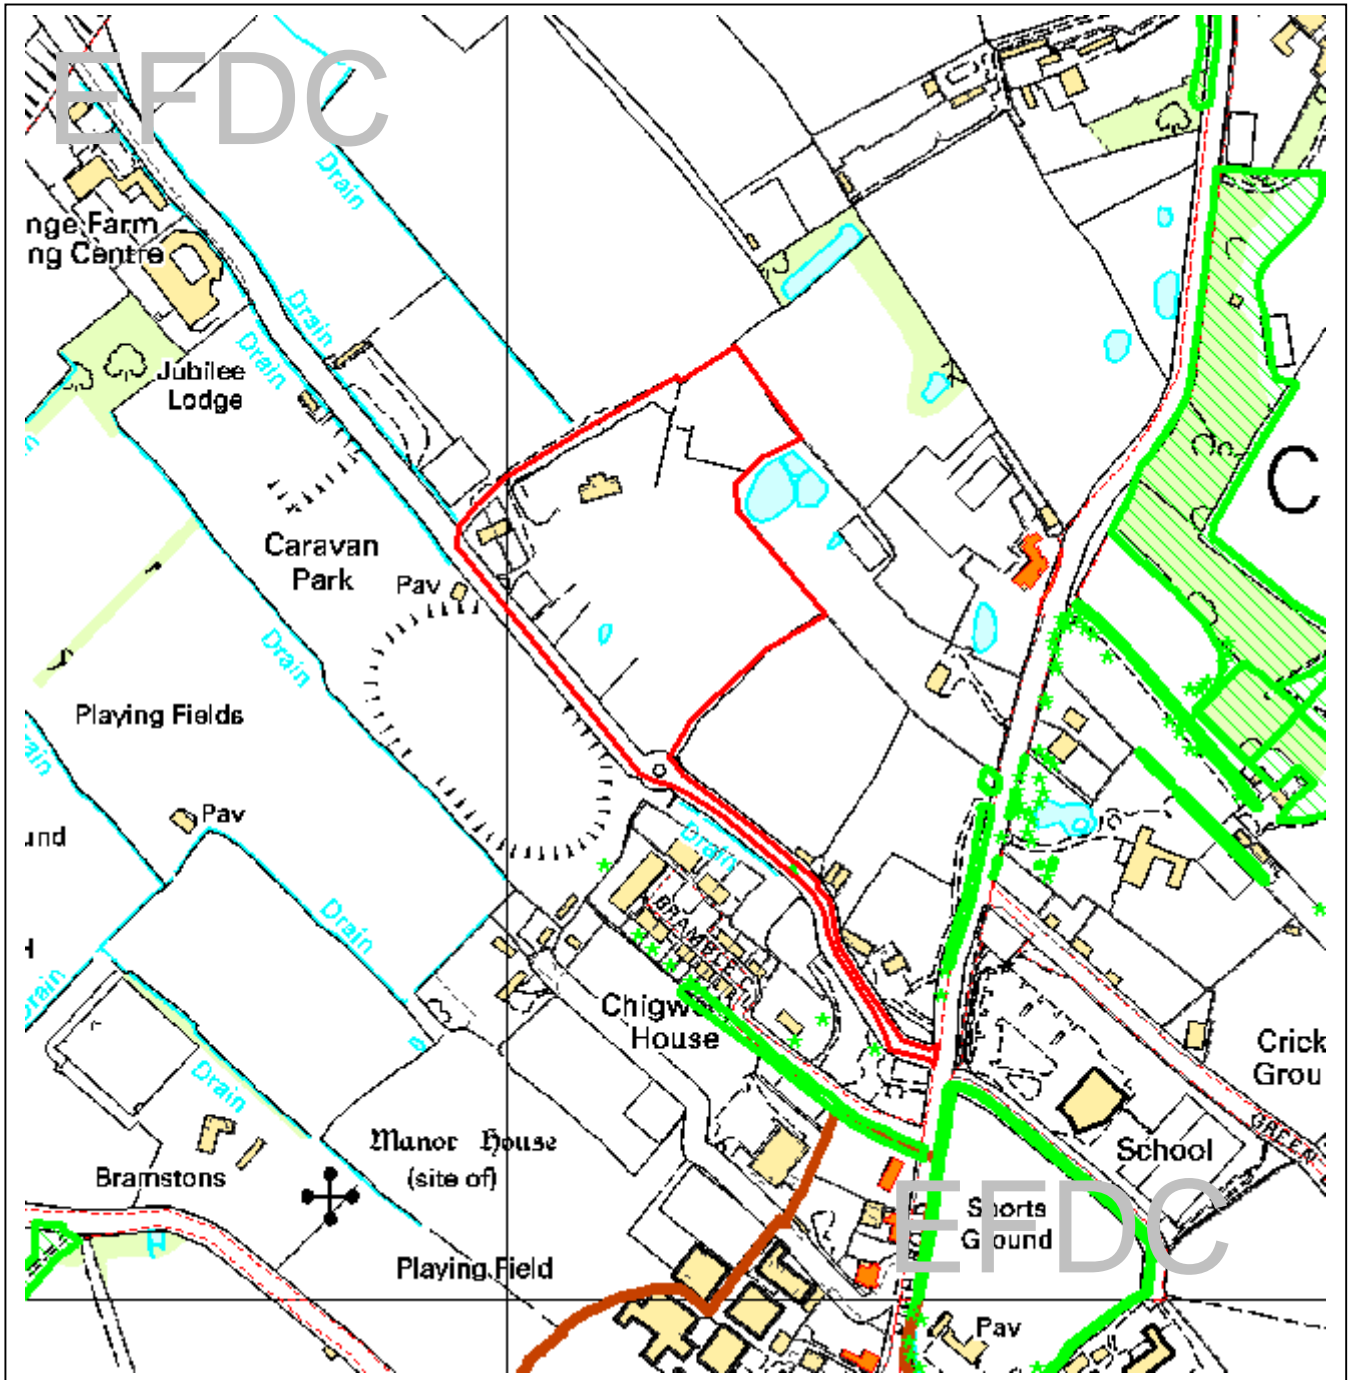 EFDC
Drain
nge Farm
ng Centre
Drain
Drain
Jubilee
Lodge
C
Caravan
Park
Pav
Drain
Playing Fields
Pav
Drain
und
Drain
BRAMBLE
Drain
H
Drain
Chigw
House
Crick
Grou
Drain
Manor House
(site of)
GREEN
School
Bramstons
EFDC
Sports
Ground
Playing Field
Pav